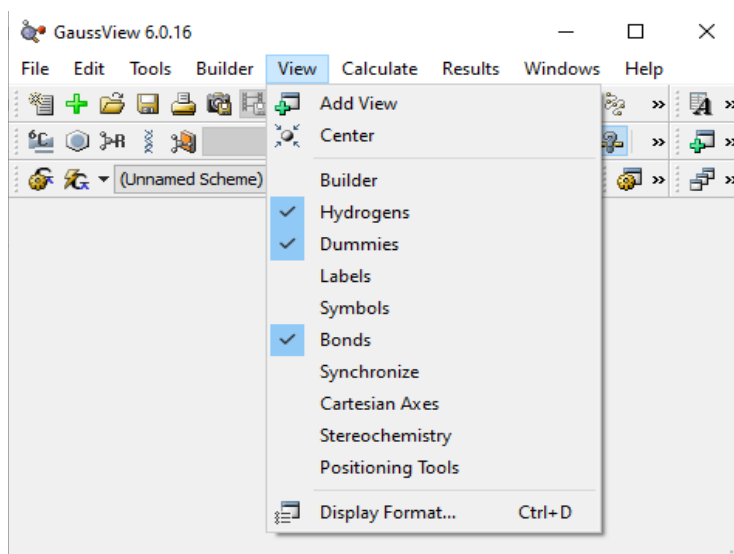 GaussView 6.0.16
File Edit Tools Builder View Calculate Results Windows Help
Add View
Center
(Unnamed Scheme)
Builder
Hydrogens
Dummies
Labels
Symbols
Bonds
Synchronize
Cartesian Axes
Stereochemistry
Positioning Tools
Display Format... Ctrl+D